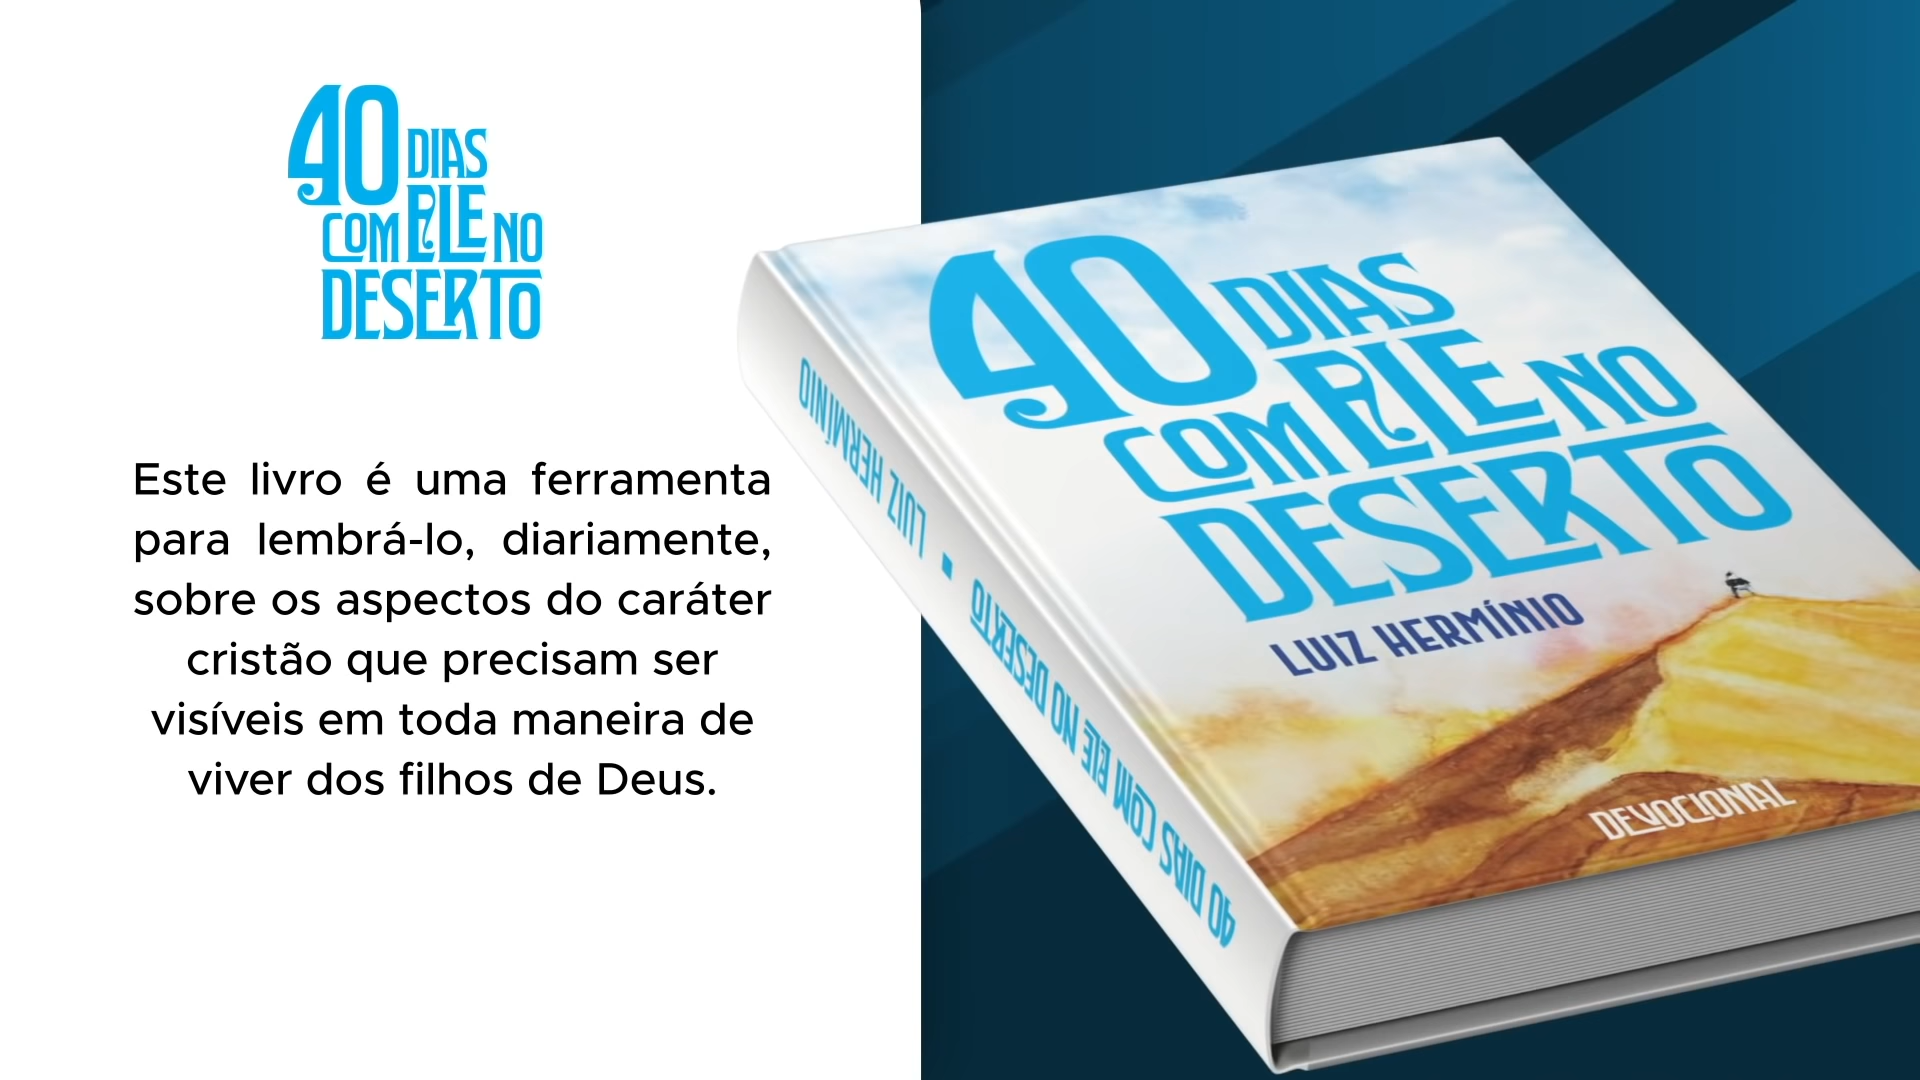 40 DIAS
COM ELE NO
DESERTO
Este livro é uma ferramenta
para lembrá-lo, diariamente,
sobre os aspectos do caráter
cristão que precisam ser
visíveis em toda maneira de
viver dos filhos de Deus.
40 DIAS
COM ELE NO
DESERTO
LUIZ HERMÍNIO
DEVOCIONAL
40 DIAS COM ELE NO DESERTO ▪ LUIZ HERMÍNIO